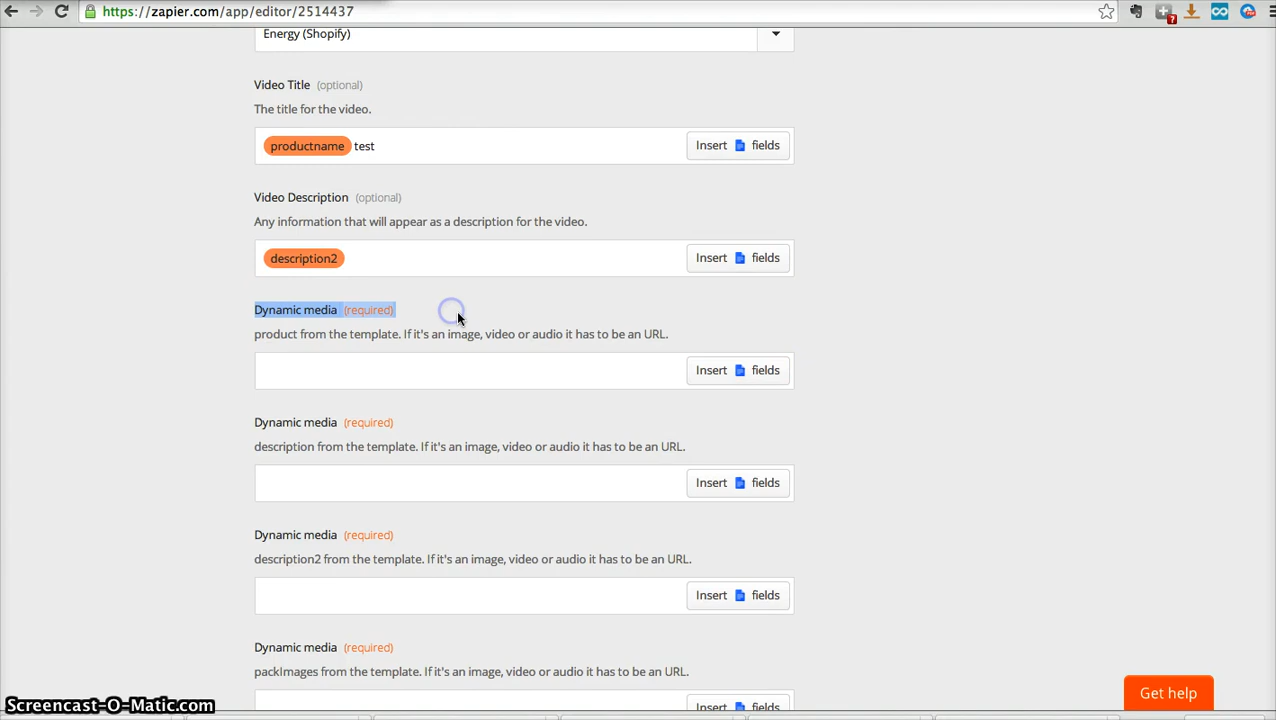 https://zapier.com/app/editor/2514437
Energy (Shopify)
Video Title (optional)
The title for the video.
productname test
Insert fields
Video Description (optional)
Any information that will appear as a description for the video.
description2
Insert fields
Dynamic media (required)
product from the template. If it's an image, video or audio it has to be an URL.
Insert fields
Dynamic media (required)
description from the template. If it's an image, video or audio it has to be an URL.
Insert fields
Dynamic media (required)
description2 from the template. If it's an image, video or audio it has to be an URL.
Insert fields
Dynamic media (required)
packImages from the template. If it's an image, video or audio it has to be an URL.
Insert fields
Get help
Screencast-O-Matic.com